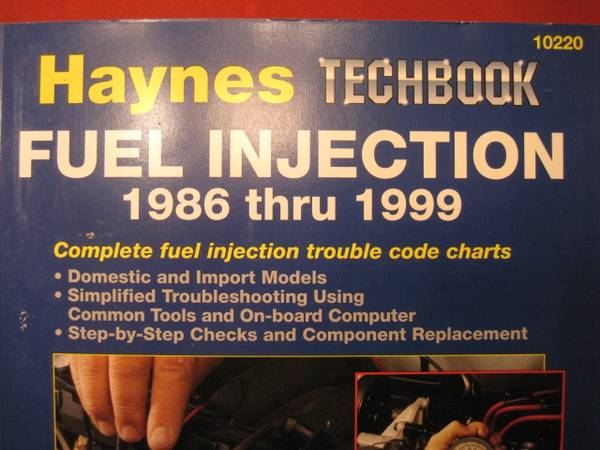 10220
Haynes TECHBOOK
FUEL INJECTION
1986 thru 1999
Complete fuel injection trouble code charts
• Domestic and Import Models
• Simplified Troubleshooting Using
Common Tools and On-board Computer
• Step-by-Step Checks and Component Replacement